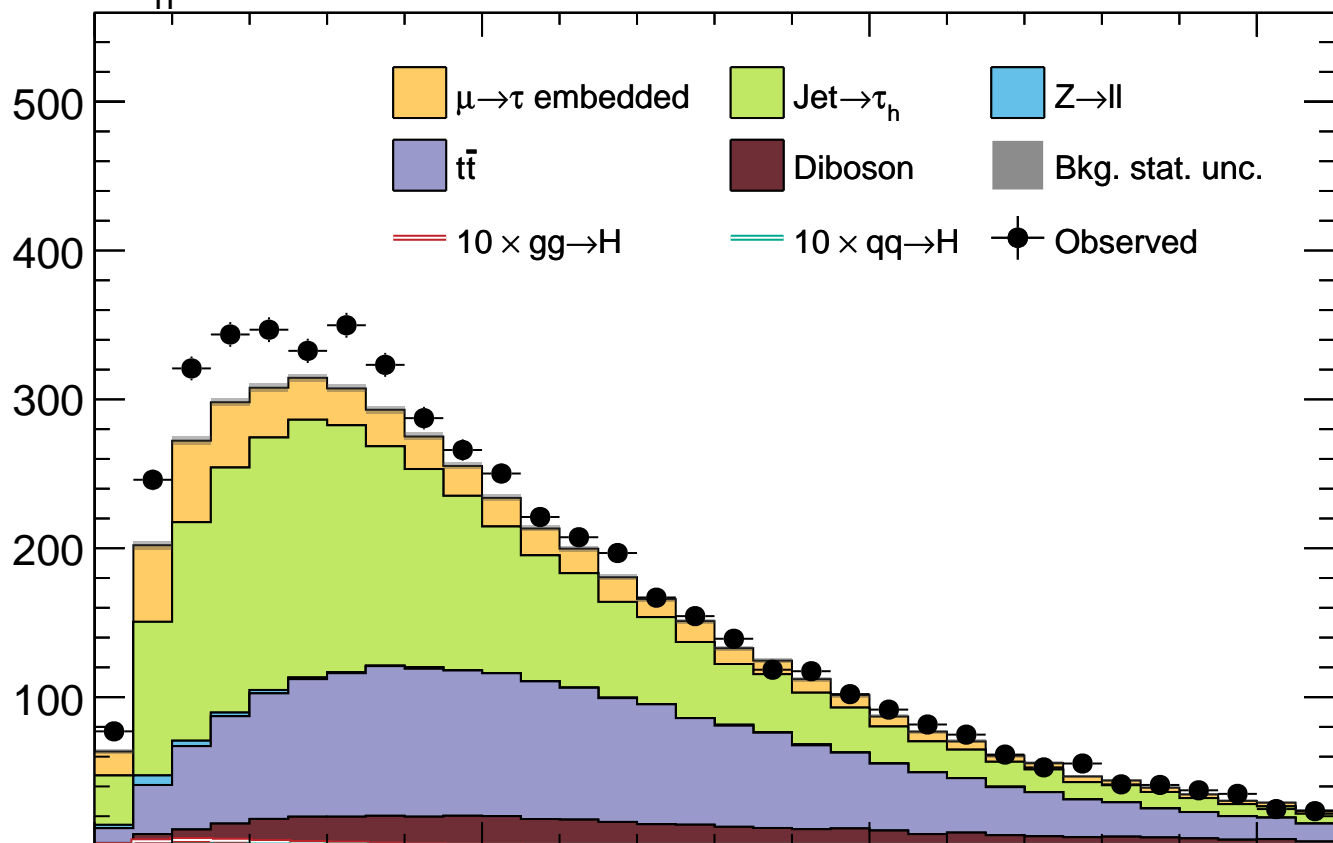 H
500
μ→τ embedded Jet→τh Z→ll
tt̄ Diboson Bkg. stat. unc.
400
10 × gg→H 10 × qq→H Observed
300
200
100